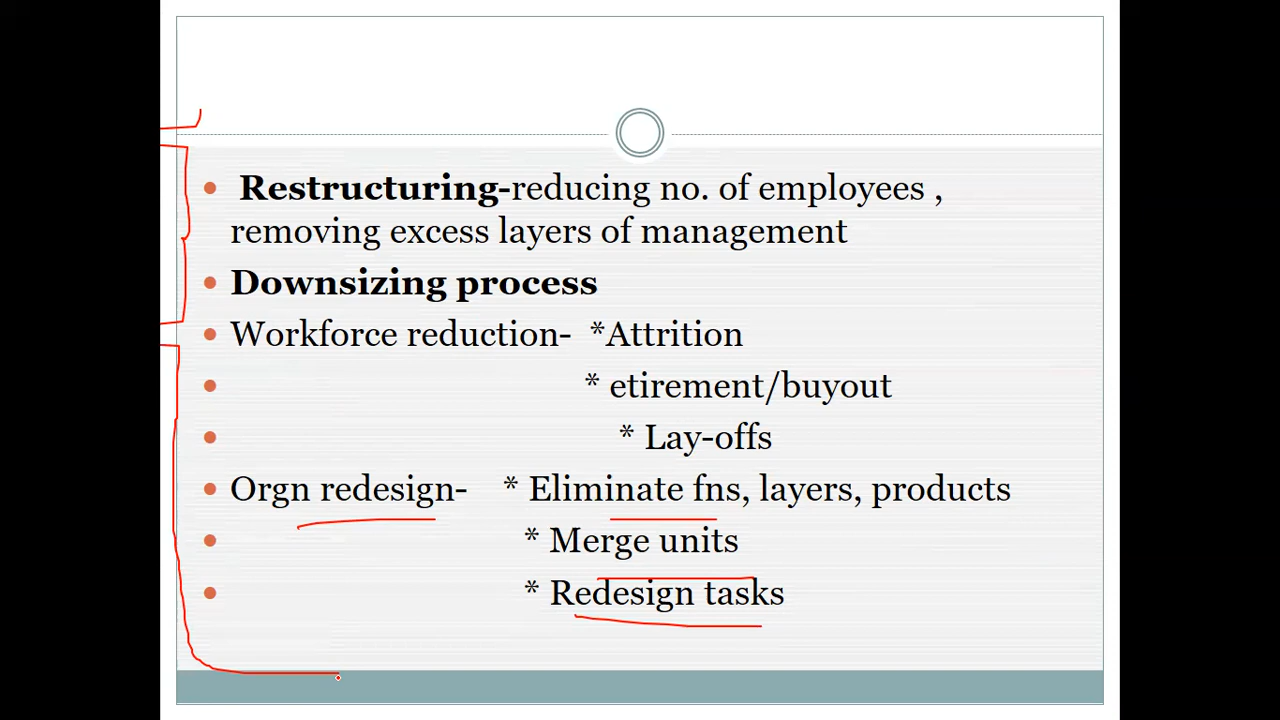 Restructuring-reducing no. of employees ,
removing excess layers of management
Downsizing process
Workforce reduction- *Attrition
* etirement/buyout
* Lay-offs
Orgn redesign- * Eliminate fns, layers, products
* Merge units
* Redesign tasks